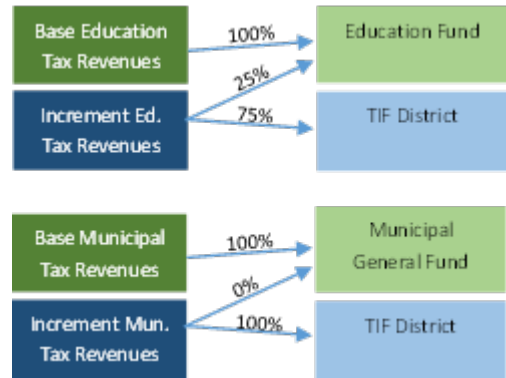 Base Education
Tax Revenues
100%
Education Fund
25%
Increment Ed.
Tax Revenues
75%
TIF District
Base Municipal
Tax Revenues
100%
Municipal
General Fund
0%
Increment Mun.
Tax Revenues
100%
TIF District